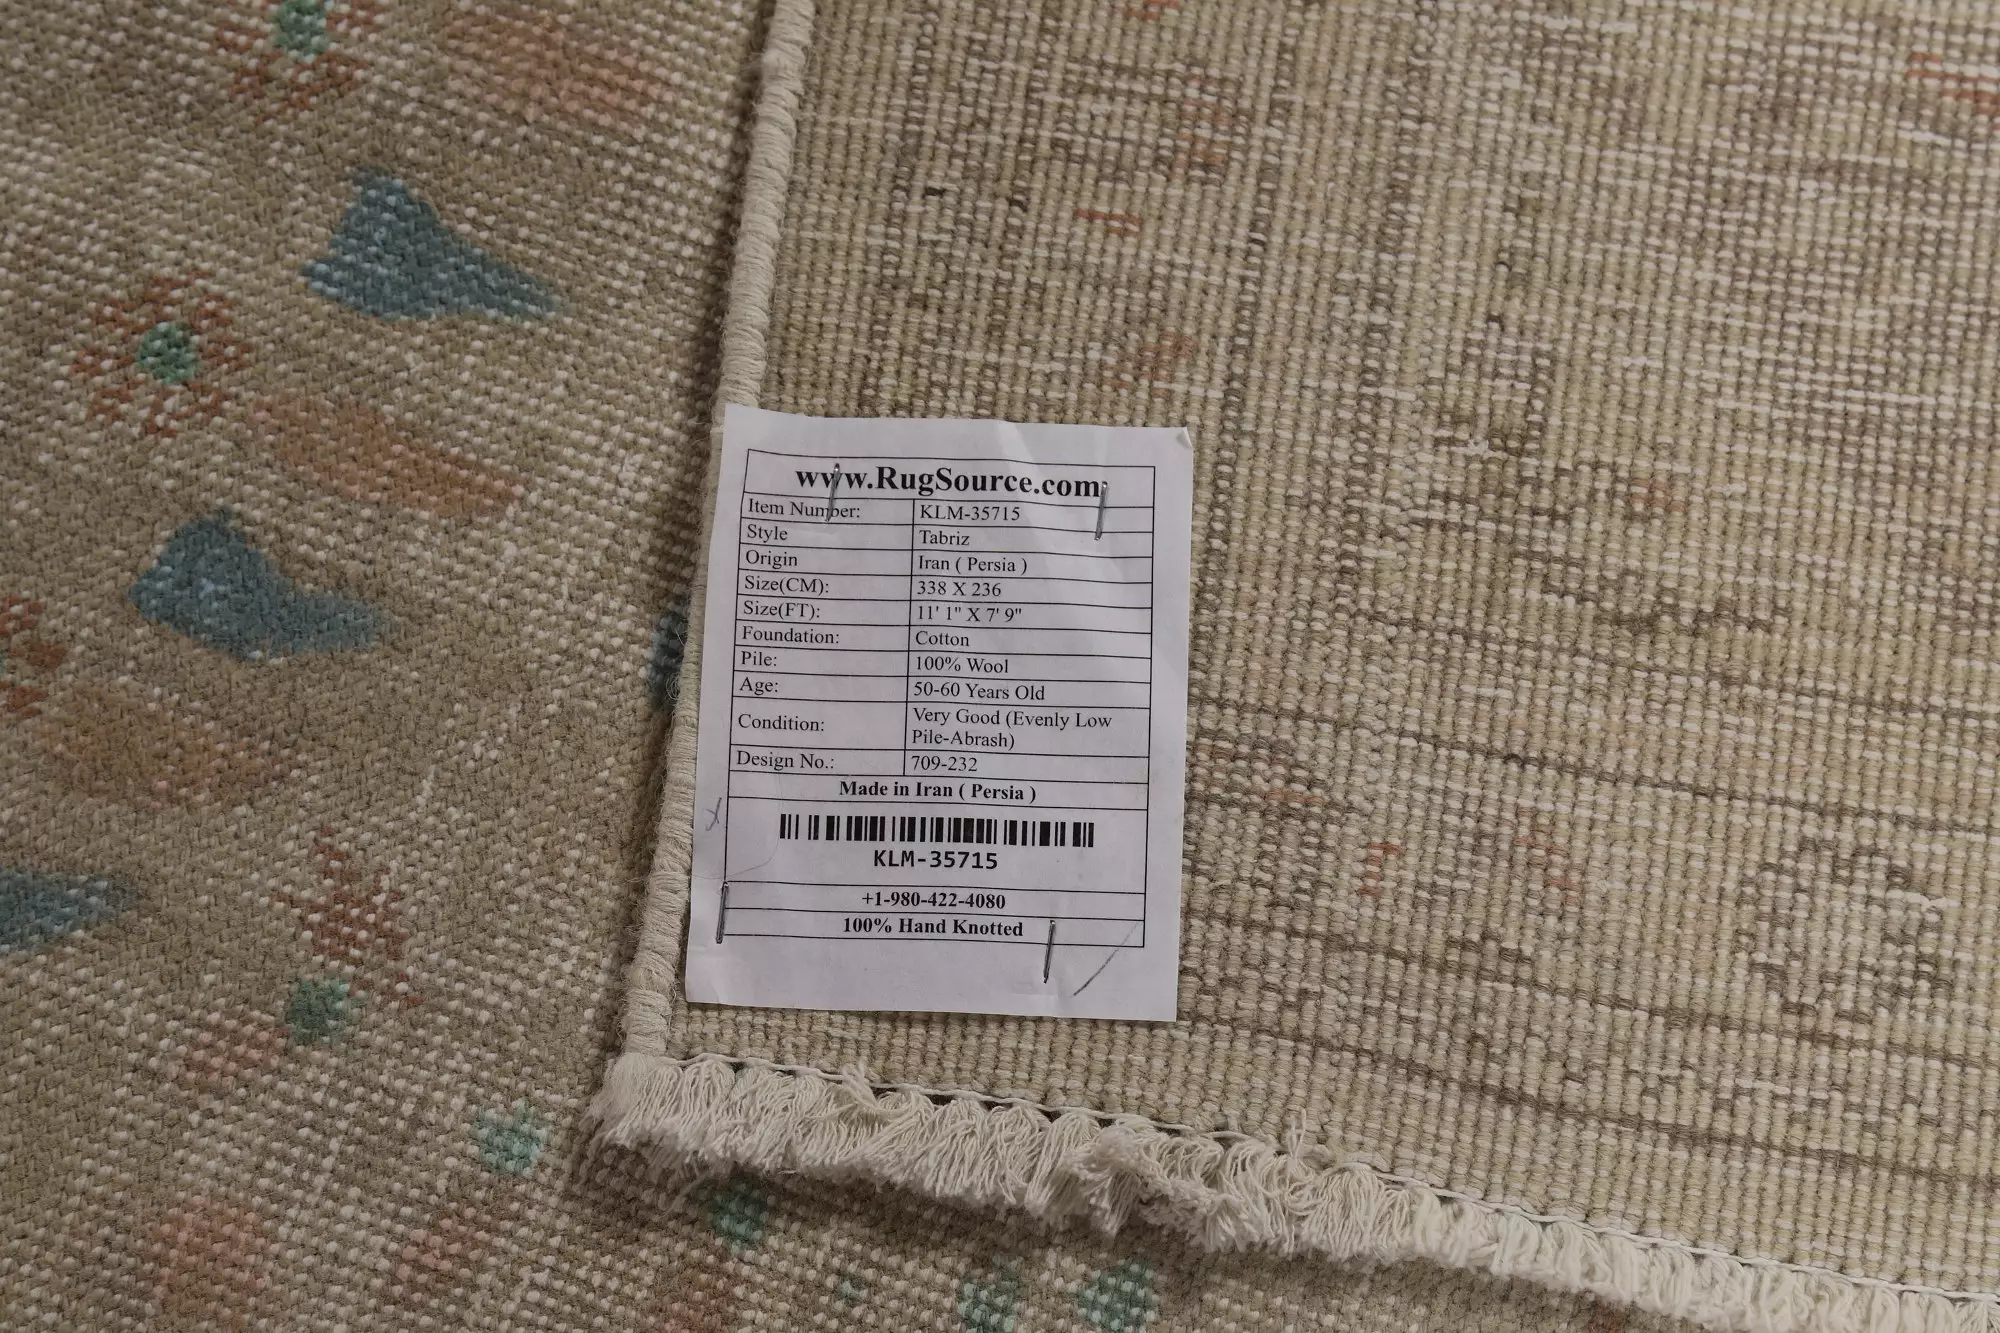 www.RugSource.com
Item Number: KLM-35715
Style Tabriz
Origin Iran ( Persia )
Size(CM): 338 X 236
Size(FT): 11' 1" X 7' 9"
Foundation: Cotton
Pile: 100% Wool
Age: 50-60 Years Old
Condition: Very Good (Evenly Low
Pile-Abrash)
Design No.: 709-232
Made in Iran ( Persia )
KLM-35715
+1-980-422-4080
100% Hand Knotted